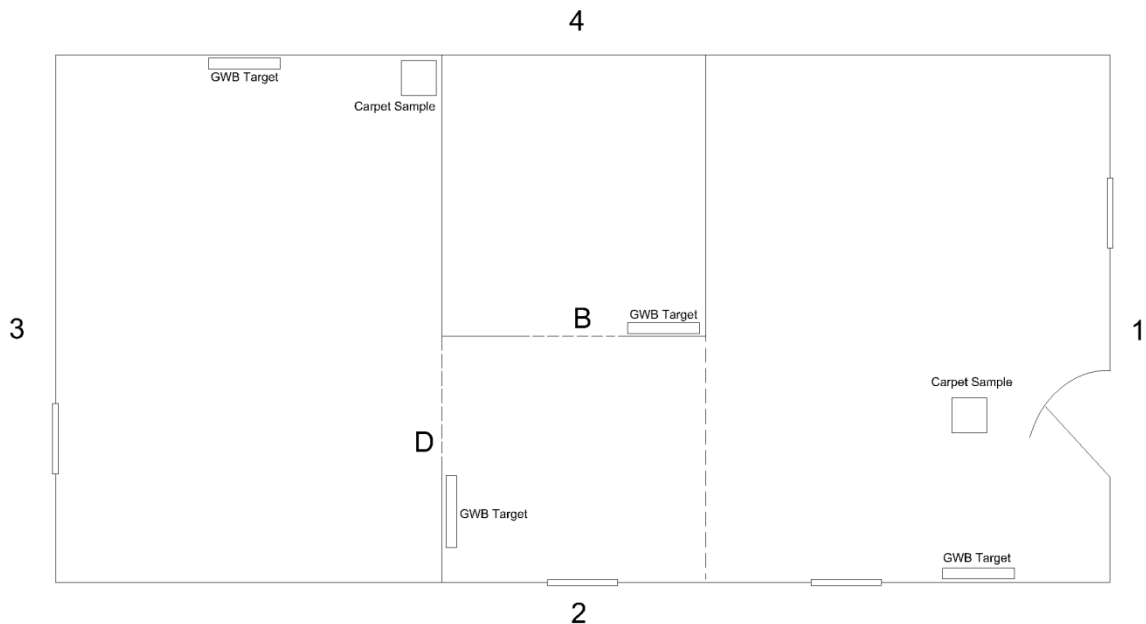 4
GWB Target
Carpet Sample
3
B
GWB Target
1
Carpet Sample
D
GWB Target
GWB Target
2